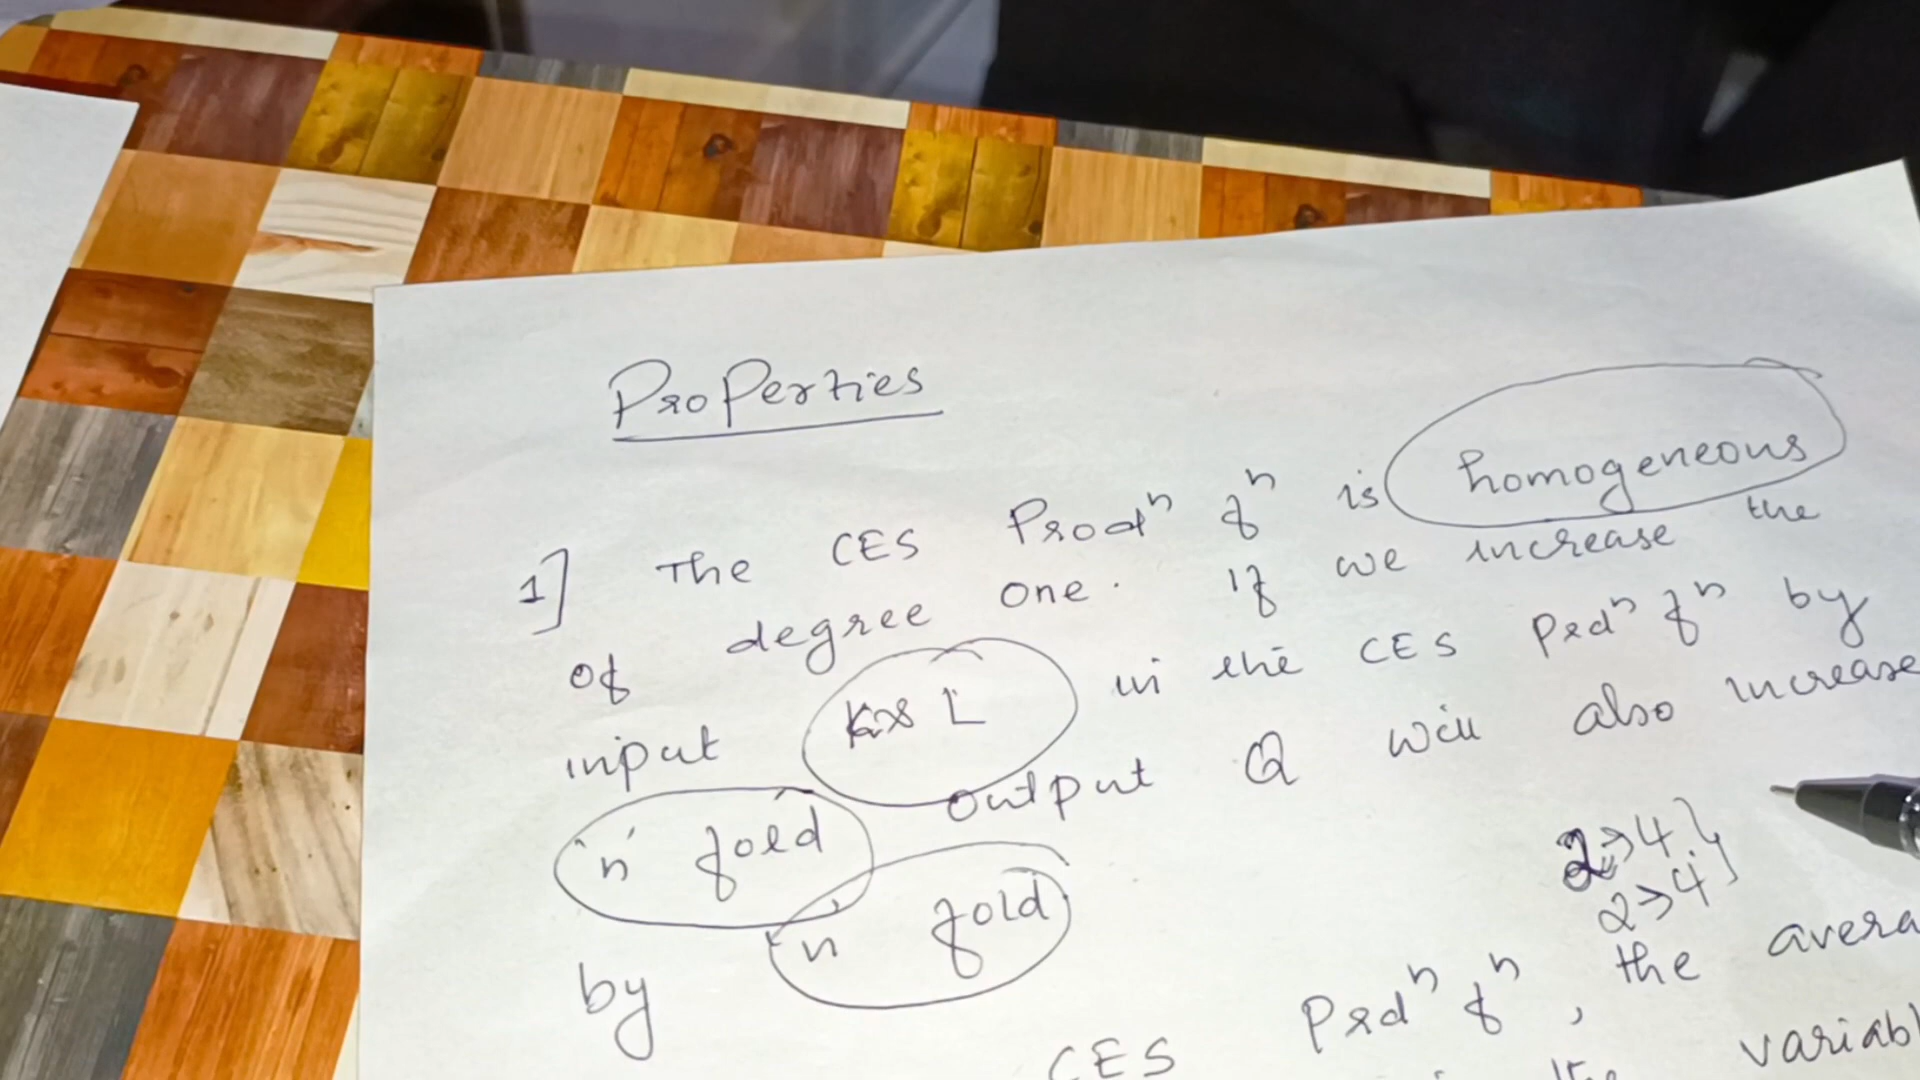 Properties
1] The CES Prodⁿ fⁿ is homogeneous
of degree one. If we increase the
input K & L in the CES Prdⁿ fⁿ by
'n' fold output Q will also increase
by 'n' fold
2→4
2→4
CES Prdⁿ fⁿ, the avera
variabl